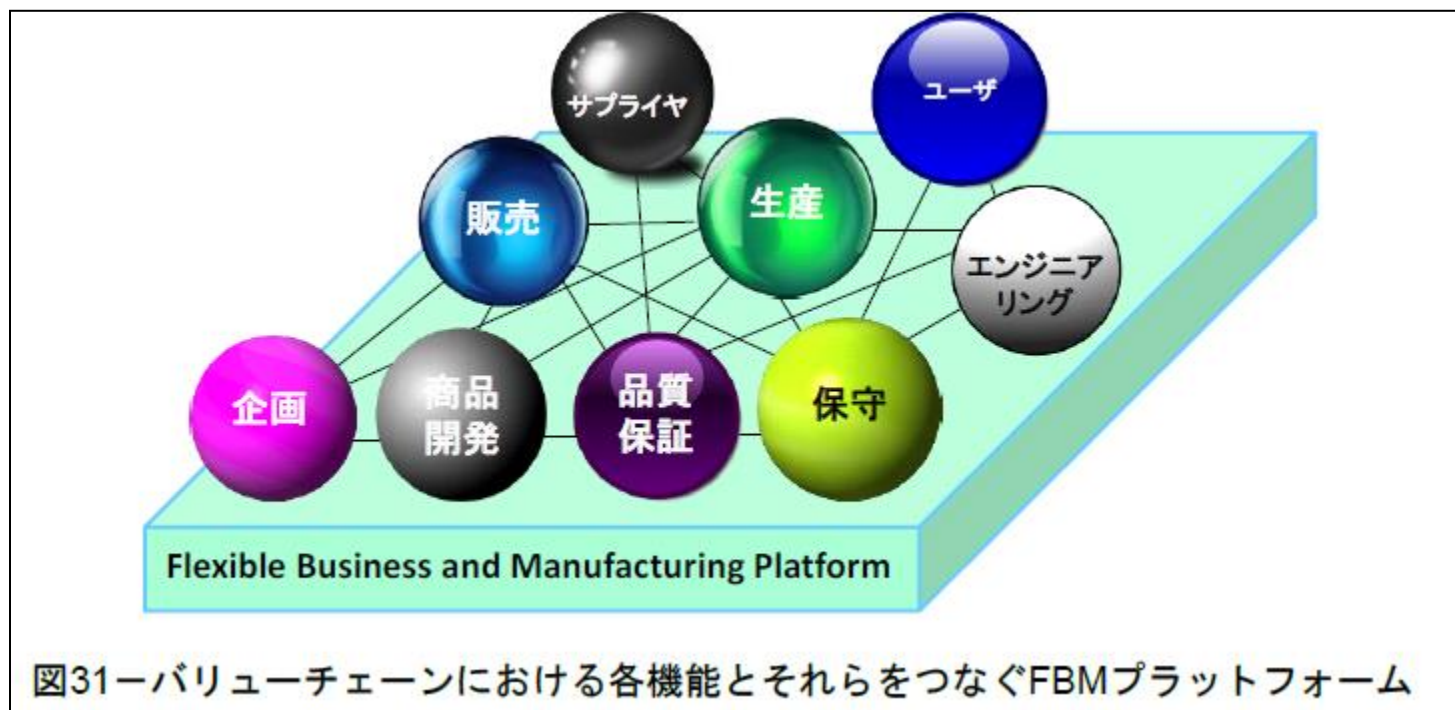 サプライヤ
ユーザ
販売
生産
エンジニア
リング
企画
商品
開発
品質
保証
保守
Flexible Business and Manufacturing Platform
図31－バリューチェーンにおける各機能とそれらをつなぐFBMプラットフォーム